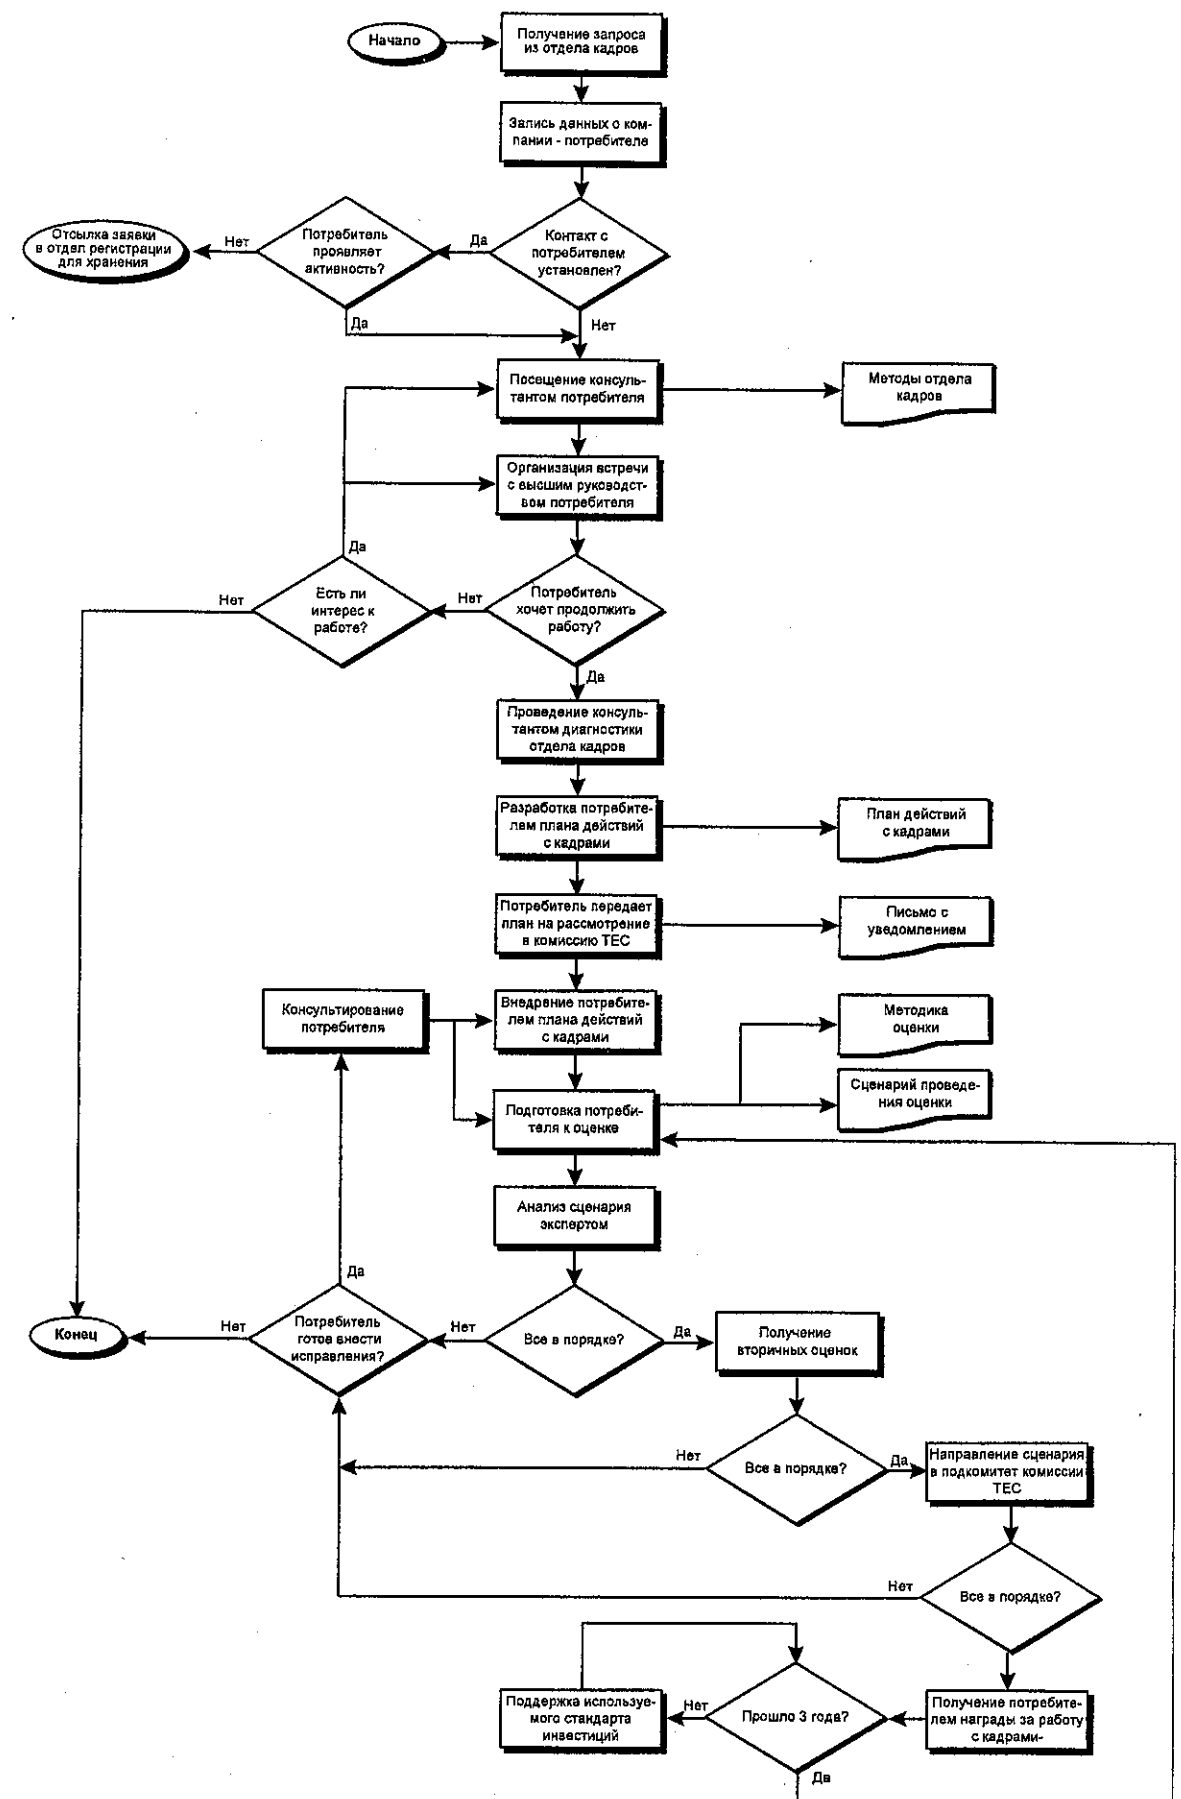 Начало
Получение запроса
из отдела кадров
Запись данных о ком-
пании - потребителе
Контакт с
потребителем
установлен?
Да
Потребитель
проявляет
активность?
Нет
Отсылка заявки
в отдел регистрации
для хранения
Да
Нет
Посещение консуль-
тантом потребителя
Методы отдела
кадров
Организация встречи
с высшим руководст-
вом потребителя
Да
Потребитель
хочет продолжить
работу?
Нет
Есть ли
интерес к
работе?
Нет
Да
Проведение консуль-
тантом диагностики
отдела кадров
Разработка потребите-
лем плана действий
с кадрами
План действий
с кадрами
Потребитель передает
план на рассмотрение
в комиссию ТЕС
Письмо с
уведомлением
Консультирование
потребителя
Внедрение потребите-
лем плана действий
с кадрами
Методика
оценки
Подготовка потреби-
теля к оценке
Сценарий проведе-
ния оценки
Анализ сценария
экспертом
Да
Конец
Нет
Потребитель
готов внести
исправления?
Нет
Все в порядке?
Да
Получение
вторичных оценок
Нет
Все в порядке?
Да
Направление сценария
в подкомитет комиссии
ТЕС
Нет
Все в порядке?
Поддержка используе-
мого стандарта
инвестиций
Нет
Прошло 3 года?
Получение потребите-
лем награды за работу
с кадрами-
Да